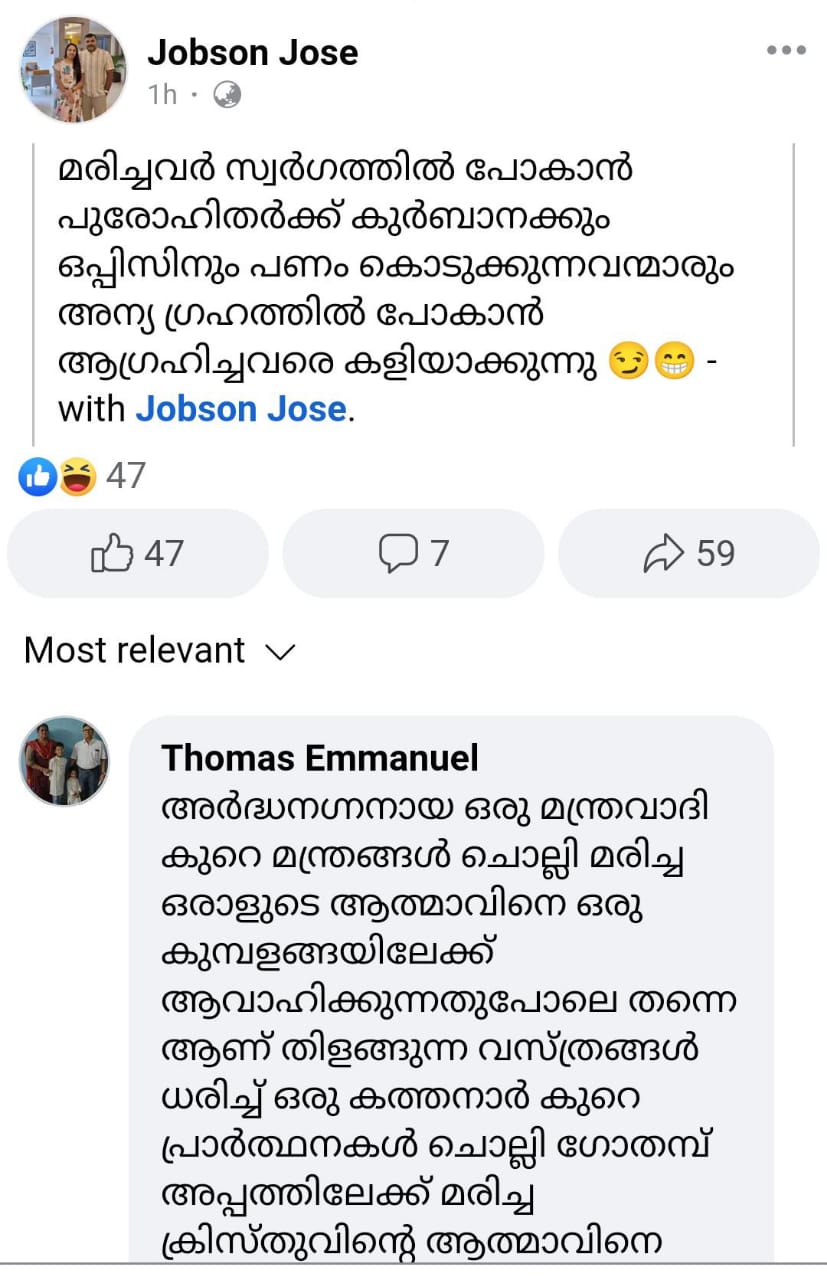 Jobson Jose
1h ·
മരിച്ചവർ സ്വർഗത്തിൽ പോകാൻ
പുരോഹിതർക്ക് കുർബാനക്കും
ഒപ്പിസിനും പണം കൊടുക്കുന്നവന്മാരും
അന്യ ഗ്രഹത്തിൽ പോകാൻ
ആഗ്രഹിച്ചവരെ കളിയാക്കുന്നു 😏😁 -
with Jobson Jose.
47
47 7 59
Most relevant
Thomas Emmanuel
അർദ്ധനഗ്നനായ ഒരു മന്ത്രവാദി
കുറെ മന്ത്രങ്ങൾ ചൊല്ലി മരിച്ച
ഒരാളുടെ ആത്മാവിനെ ഒരു
കുമ്പളങ്ങയിലേക്ക്
ആവാഹിക്കുന്നതുപോലെ തന്നെ
ആണ് തിളങ്ങുന്ന വസ്ത്രങ്ങൾ
ധരിച്ച് ഒരു കത്തനാർ കുറെ
പ്രാർത്ഥനകൾ ചൊല്ലി ഗോതമ്പ്
അപ്പത്തിലേക്ക് മരിച്ച
ക്രിസ്തുവിന്റെ ആത്മാവിനെ